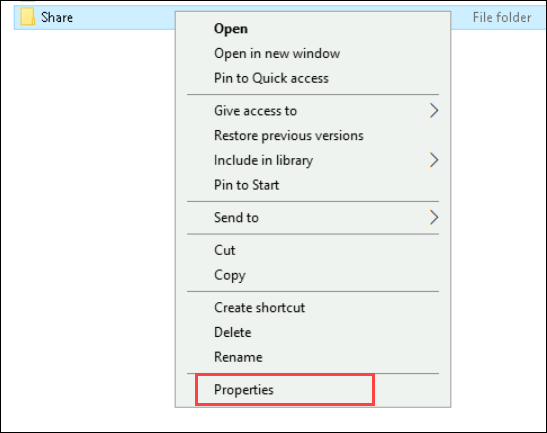 Share File folder
Open
Open in new window
Pin to Quick access
Give access to
Restore previous versions
Include in library
Pin to Start
Send to
Cut
Copy
Create shortcut
Delete
Rename
Properties